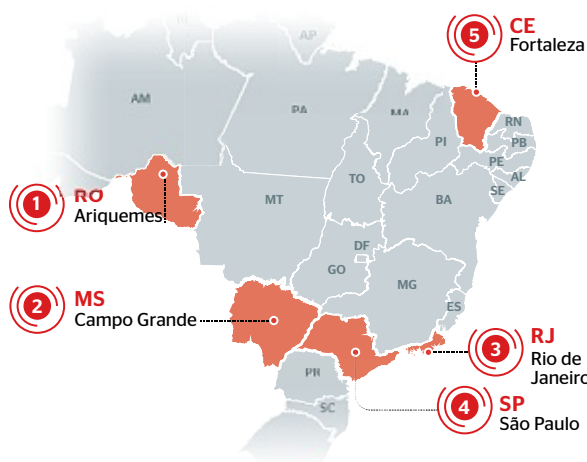 5
CE
Fortaleza
AP
AM
PA
MA
RN
PB
PI
PE
AL
SE
TO
BA
MT
1
RO
Ariquemes
DF
GO
MG
ES
2
MS
Campo Grande
3
RJ
Rio de
Janeiro
PR
SC
4
SP
São Paulo